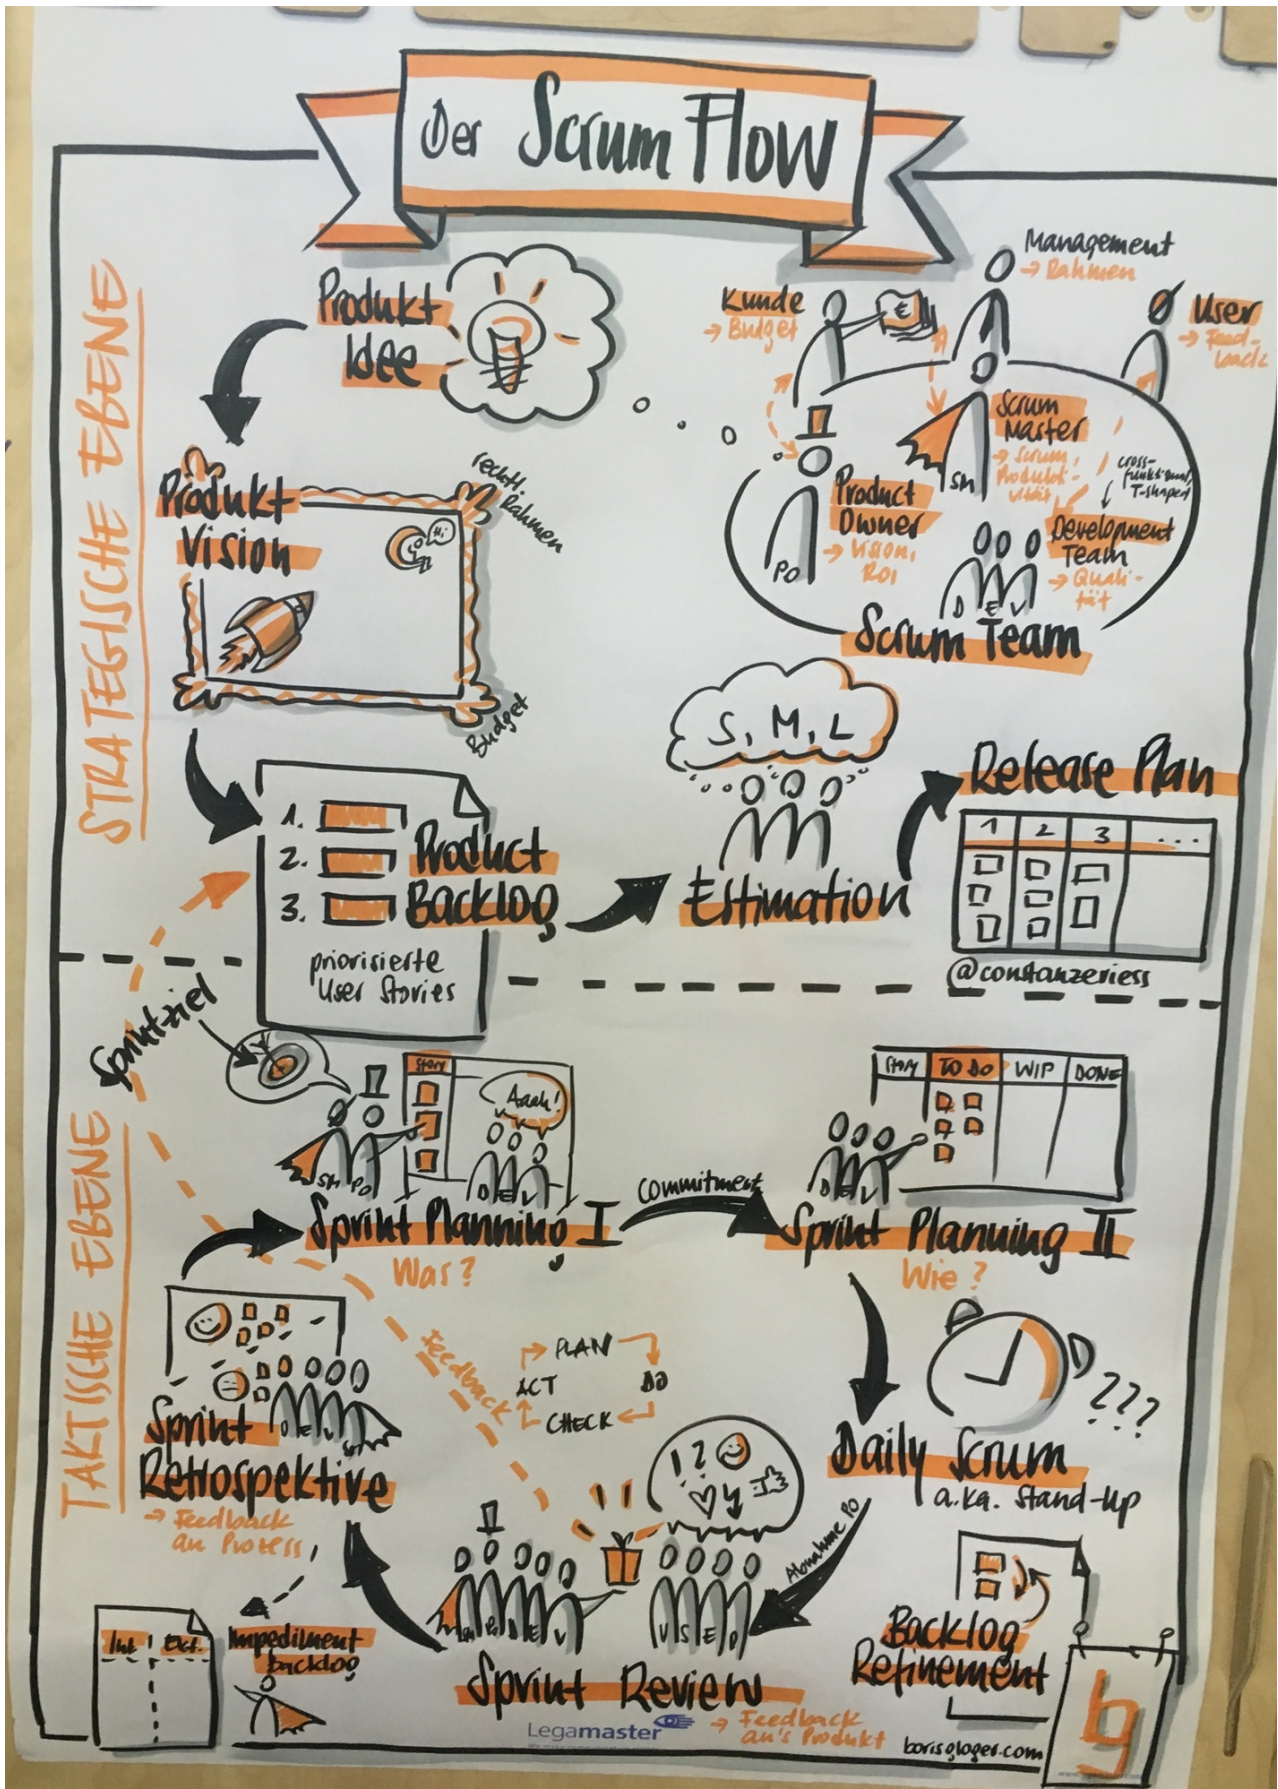 Der Scrum Flow
STRATEGISCHE EBENE
Produkt
Idee
Management
→ Rahmen
Kunde
→ Budget
€
User
→ Feed-
back
Scrum
Master
→ Scrum,
Produkti-
vität
SM
cross-
funktional,
T-shaped
Product
Owner
→ Vision,
ROI
PO
Development
Team
→ Quali-
tät
D E V
Scrum Team
Produkt
Vision
Hi
rechtl.
Rahmen
Budget
1.
2.
3.
Product
Backlog
priorisierte
User Stories
S, M, L
Estimation
Release Plan
1 2 3 ...
@constanzeriess
TAKTISCHE EBENE
Sprintziel
Story
Aaah!
SM PO
D E V
Sprint Planning I
Was?
Commitment
Story TO DO WIP DONE
D E V
Sprint Planning II
Wie?
Feedback
PLAN
DO
CHECK
ACT
???
Daily Scrum
a.k.a. Stand-up
Abnahme PO
Sprint
Retrospektive
→ Feedback
an Prozess
D E V
Int. Ext.
Impediment
Backlog
! ?
SM PO D E V
U S E R
Sprint Review
→ Feedback
an's Produkt
Backlog
Refinement
Legamaster
borisgloger.com
bg